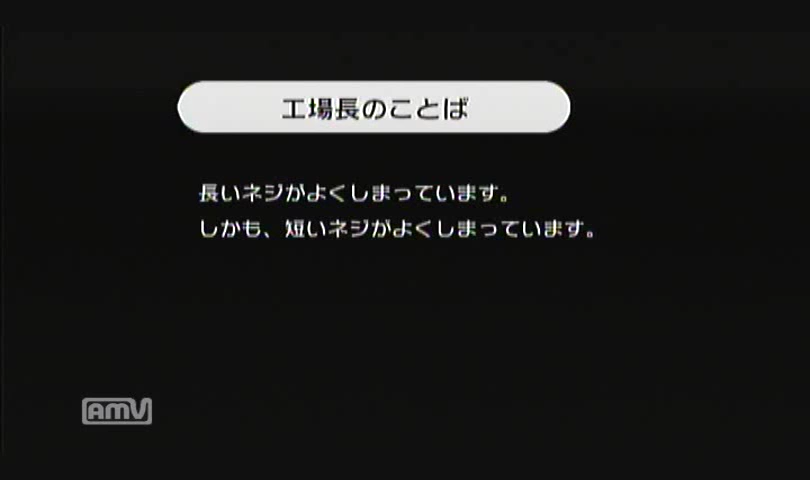 工場長のことば
長いネジがよくしまっています。
しかも、短いネジがよくしまっています。
AMV